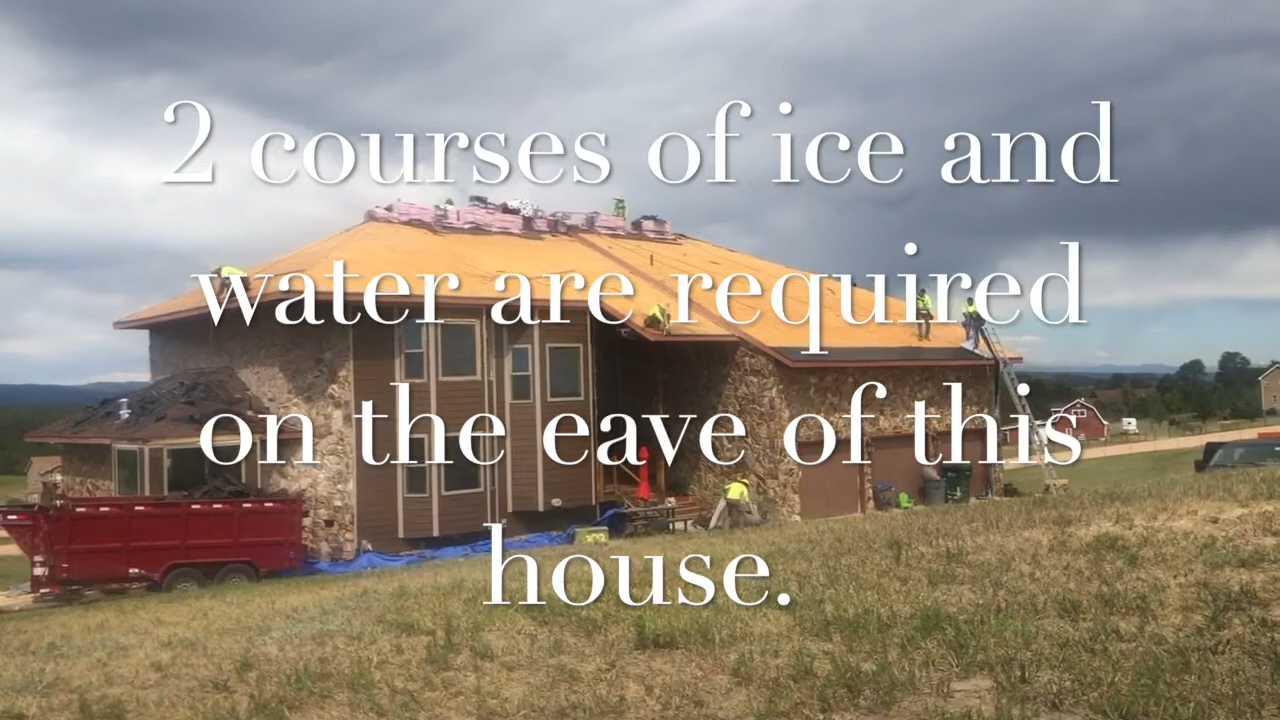 2 courses of ice and
water are required
on the eave of this
house.